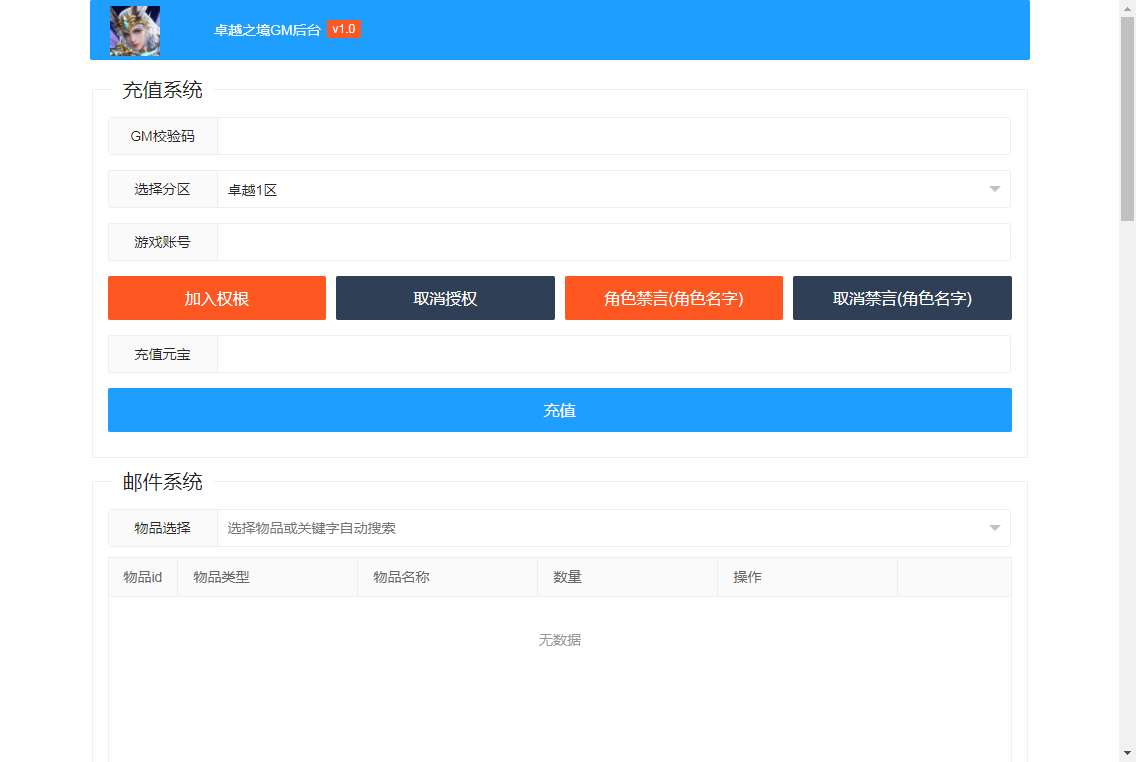 卓越之境GM后台 v1.0
充值系统
GM校验码
选择分区 卓越1区
游戏账号
加入权根 取消授权 角色禁言(角色名字) 取消禁言(角色名字)
充值元宝
充值
邮件系统
物品选择 选择物品或关键字自动搜索
物品id 物品类型 物品名称 数量 操作
无数据